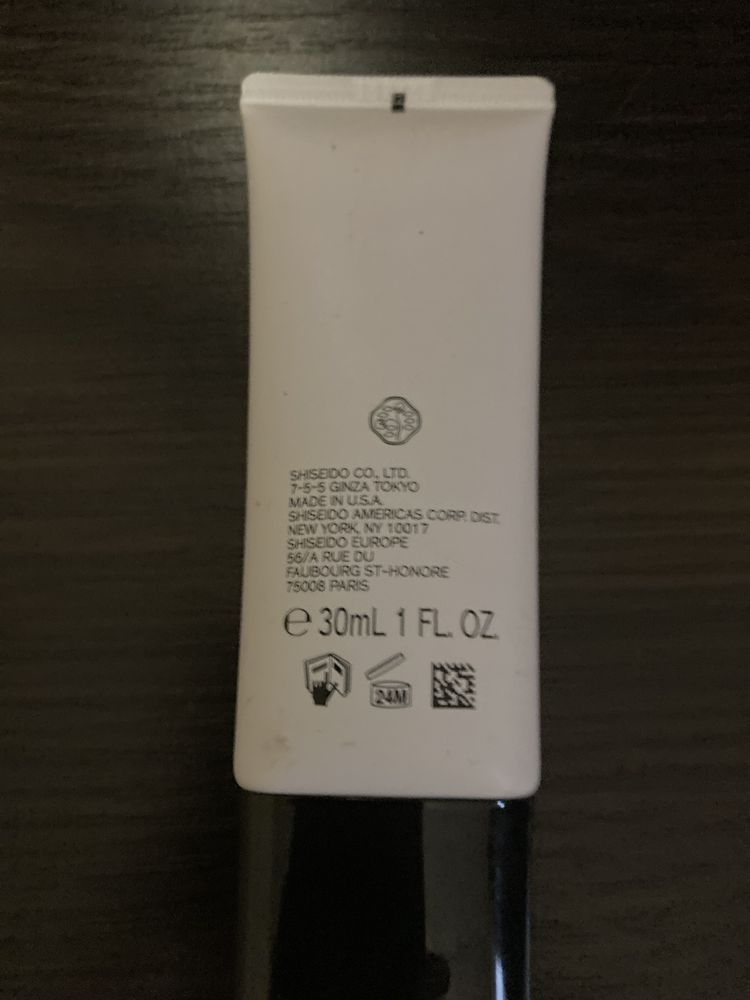 SHISEIDO CO., LTD.
7-5-5 GINZA TOKYO
MADE IN U.S.A.
SHISEIDO AMERICAS CORP. DIST.
NEW YORK, NY 10017
SHISEIDO EUROPE
56/A RUE DU
FAUBOURG ST-HONORE
75008 PARIS
℮ 30mL 1 FL. OZ.
24M